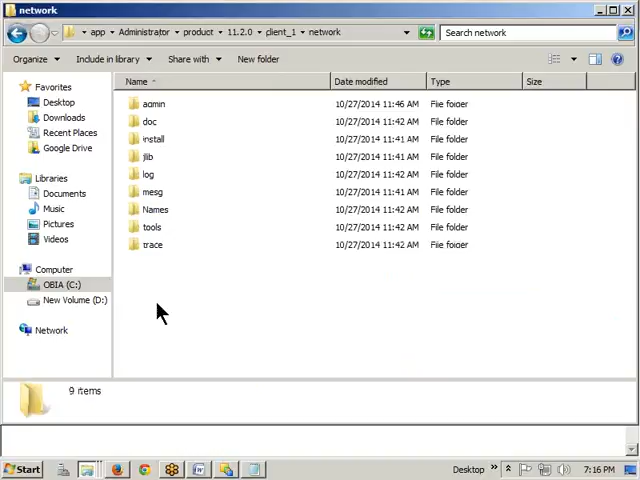 network
app Administrator product 11.2.0 client_1 network
Search network
Organize Include in library Share with New folder
Name Date modified Type Size
Favorites
Desktop
Downloads
Recent Places
Google Drive
Libraries
Documents
Music
Pictures
Videos
Computer
OBIA (C:)
New Volume (D:)
Network
admin 10/27/2014 11:46 AM File folder
doc 10/27/2014 11:42 AM File folder
install 10/27/2014 11:41 AM File folder
jlib 10/27/2014 11:41 AM File folder
log 10/27/2014 11:42 AM File folder
mesg 10/27/2014 11:41 AM File folder
Names 10/27/2014 11:42 AM File folder
tools 10/27/2014 11:42 AM File folder
trace 10/27/2014 11:42 AM File folder
9 items
Start
Desktop
7:16 PM